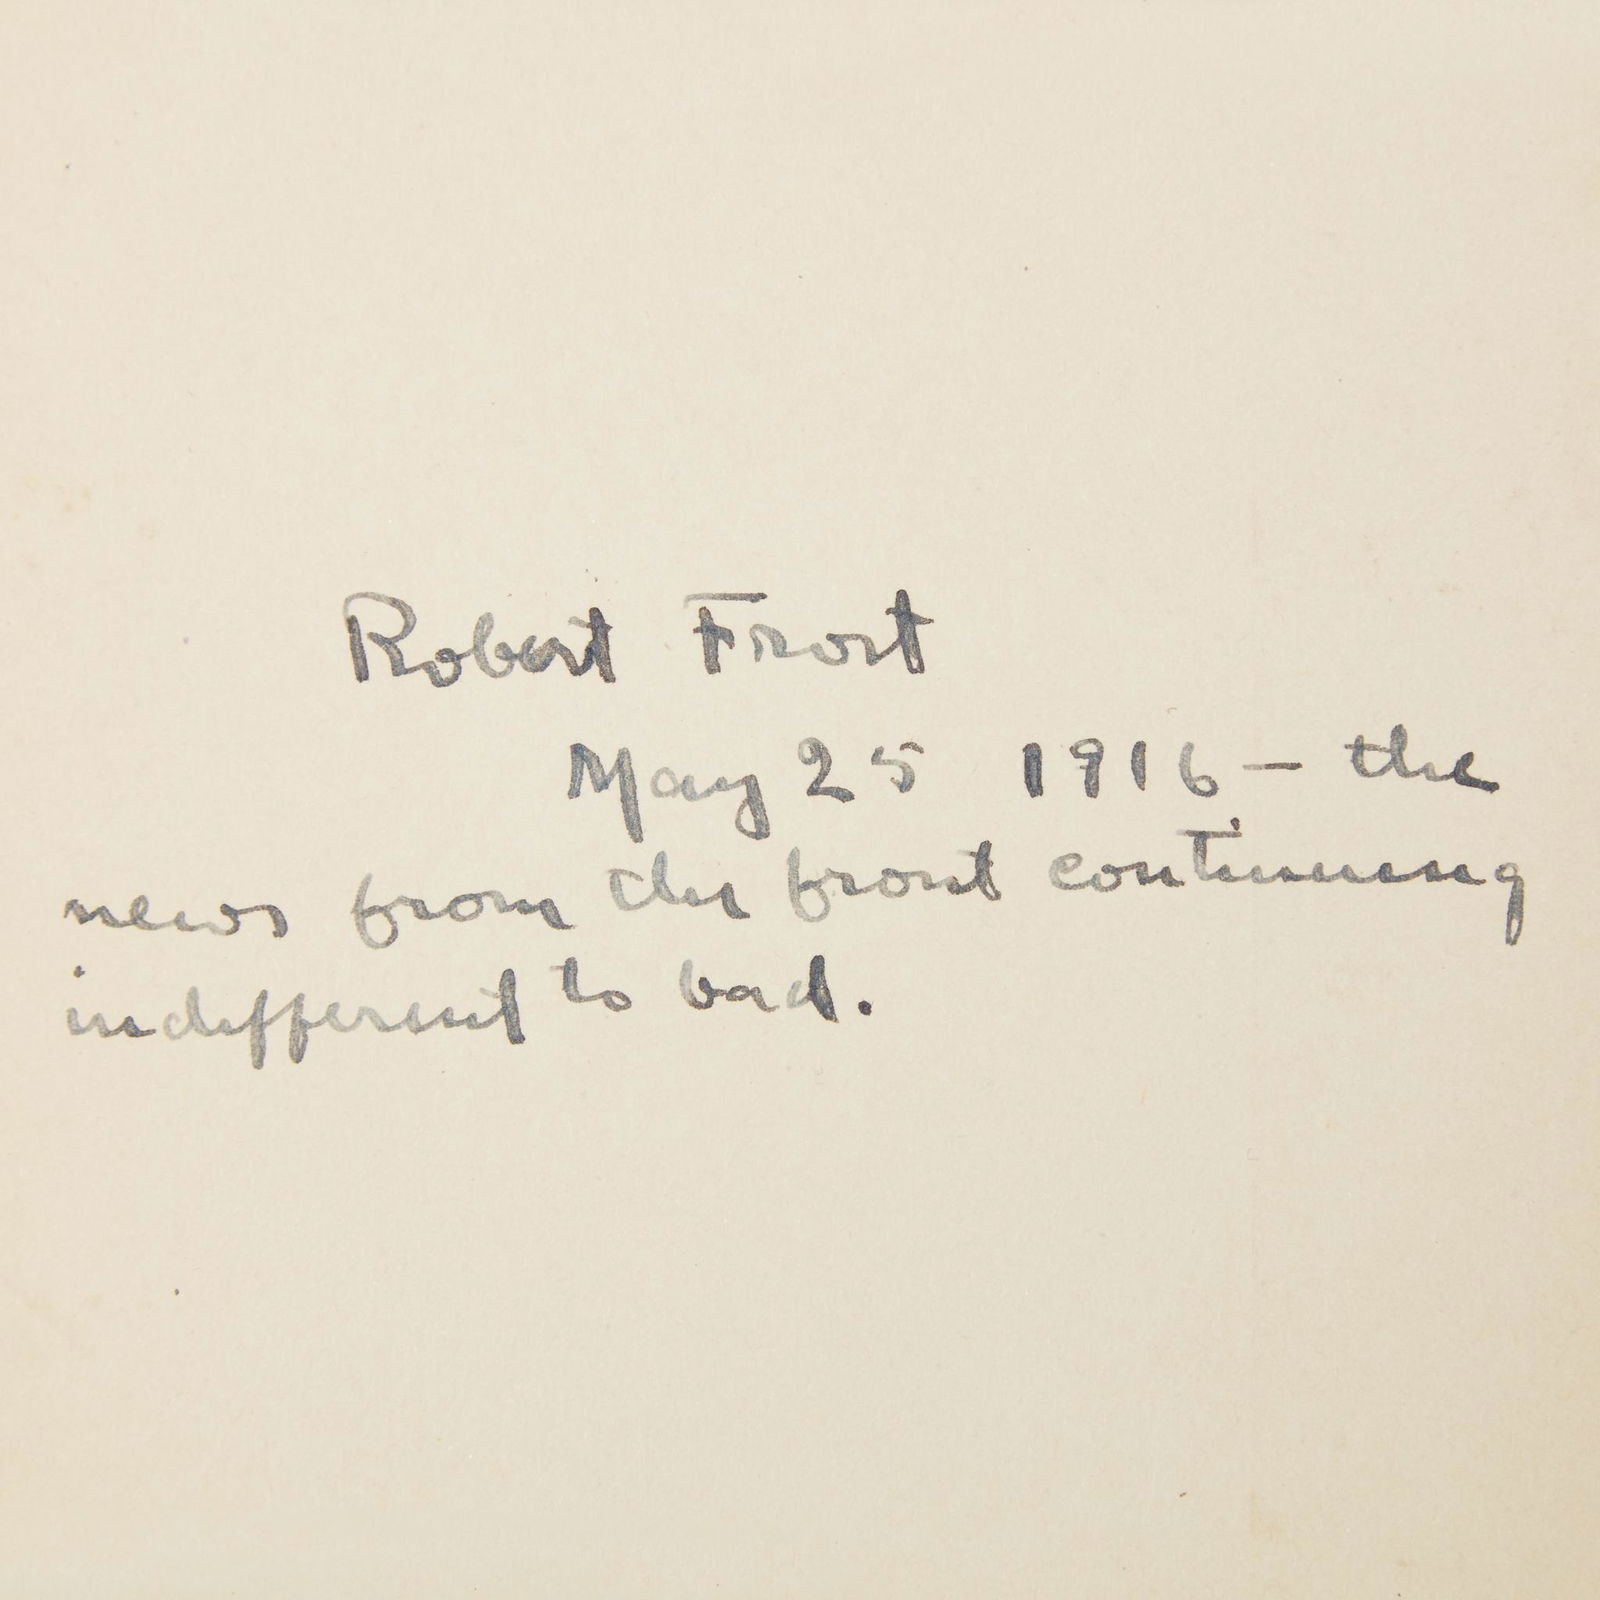 Robert Frost
May 25 1916 — the
news from the front continuing
indifferent to bad.